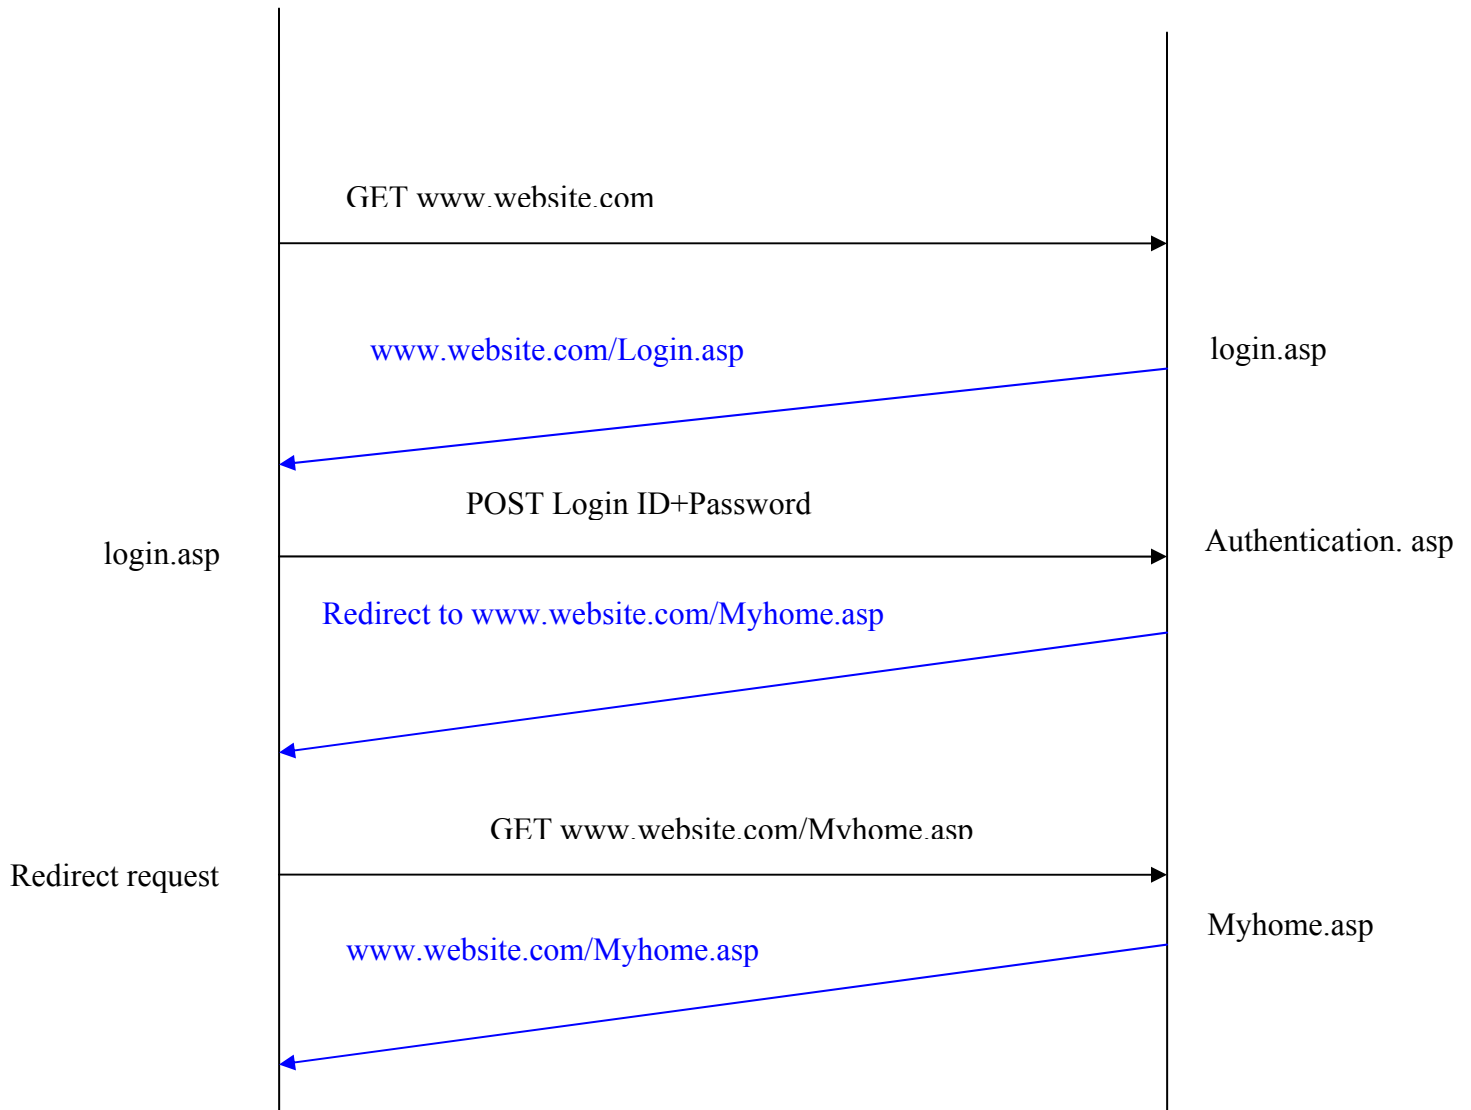 GET www.website.com
www.website.com/Login.asp
login.asp
POST Login ID+Password
login.asp
Authentication. asp
Redirect to www.website.com/Myhome.asp
GET www.website.com/Myhome.asp
Redirect request
Myhome.asp
www.website.com/Myhome.asp